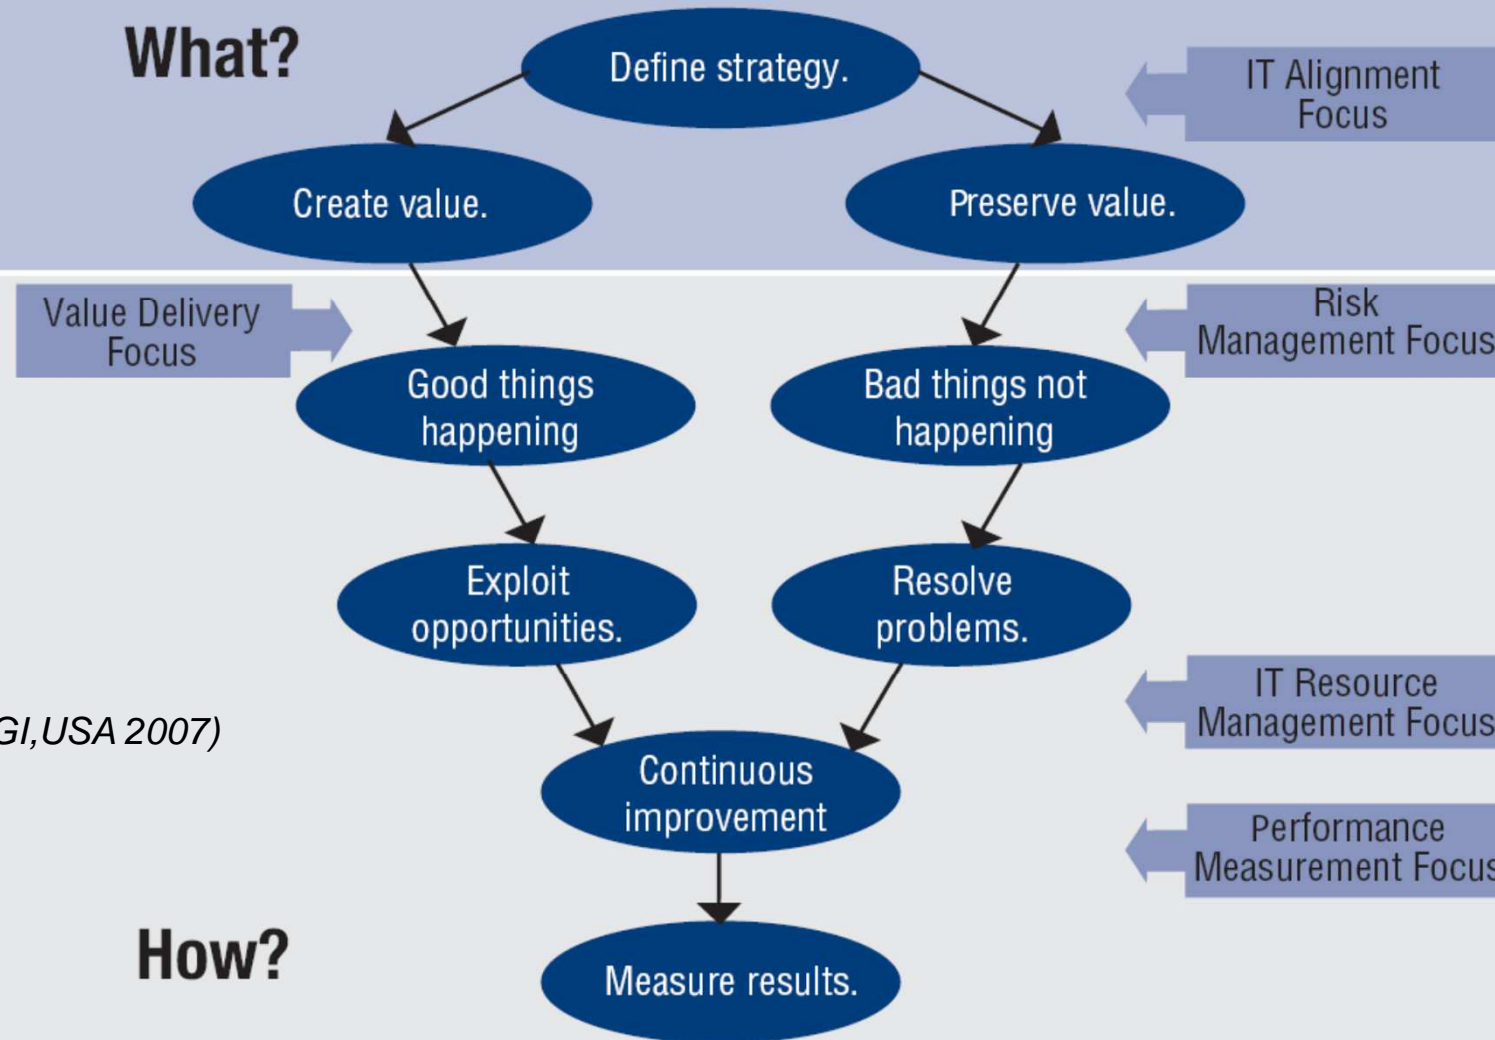 What?
Define strategy.
IT Alignment
Focus
Create value.
Preserve value.
Value Delivery
Focus
Risk
Management Focus
Good things
happening
Bad things not
happening
Exploit
opportunities.
Resolve
problems.
IT Resource
Management Focus
GI,USA 2007)
Continuous
improvement
Performance
Measurement Focus
How?
Measure results.